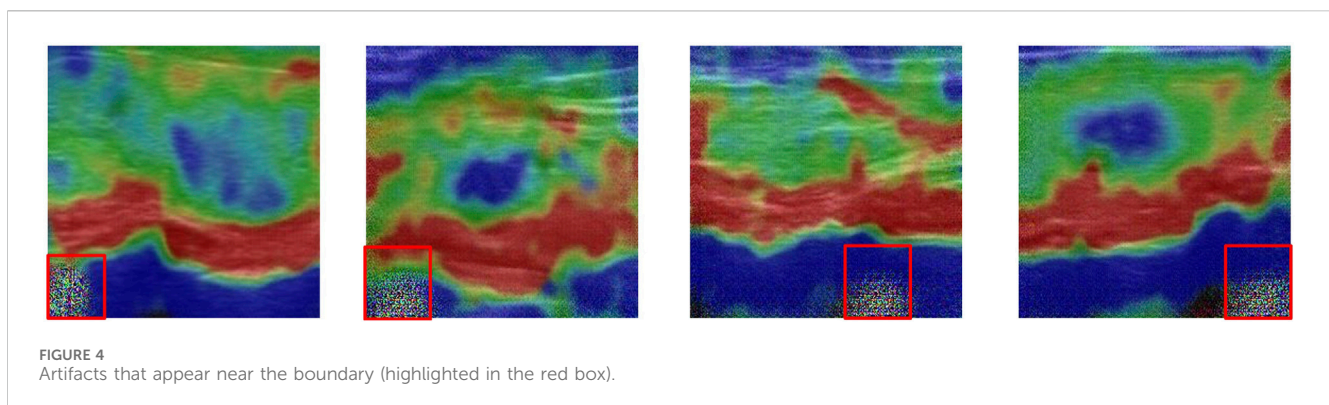 FIGURE 4
Artifacts that appear near the boundary (highlighted in the red box).